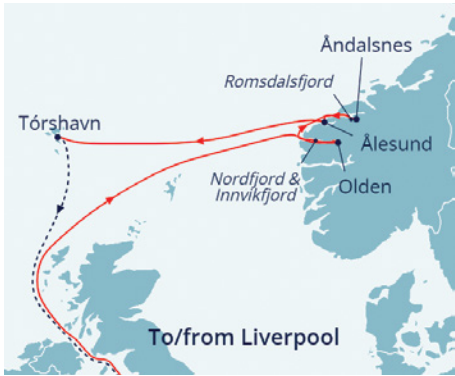 Åndalsnes
Romsdalsfjord
Tórshavn
Ålesund
Nordfjord &
Innvikfjord
Olden
To/from Liverpool